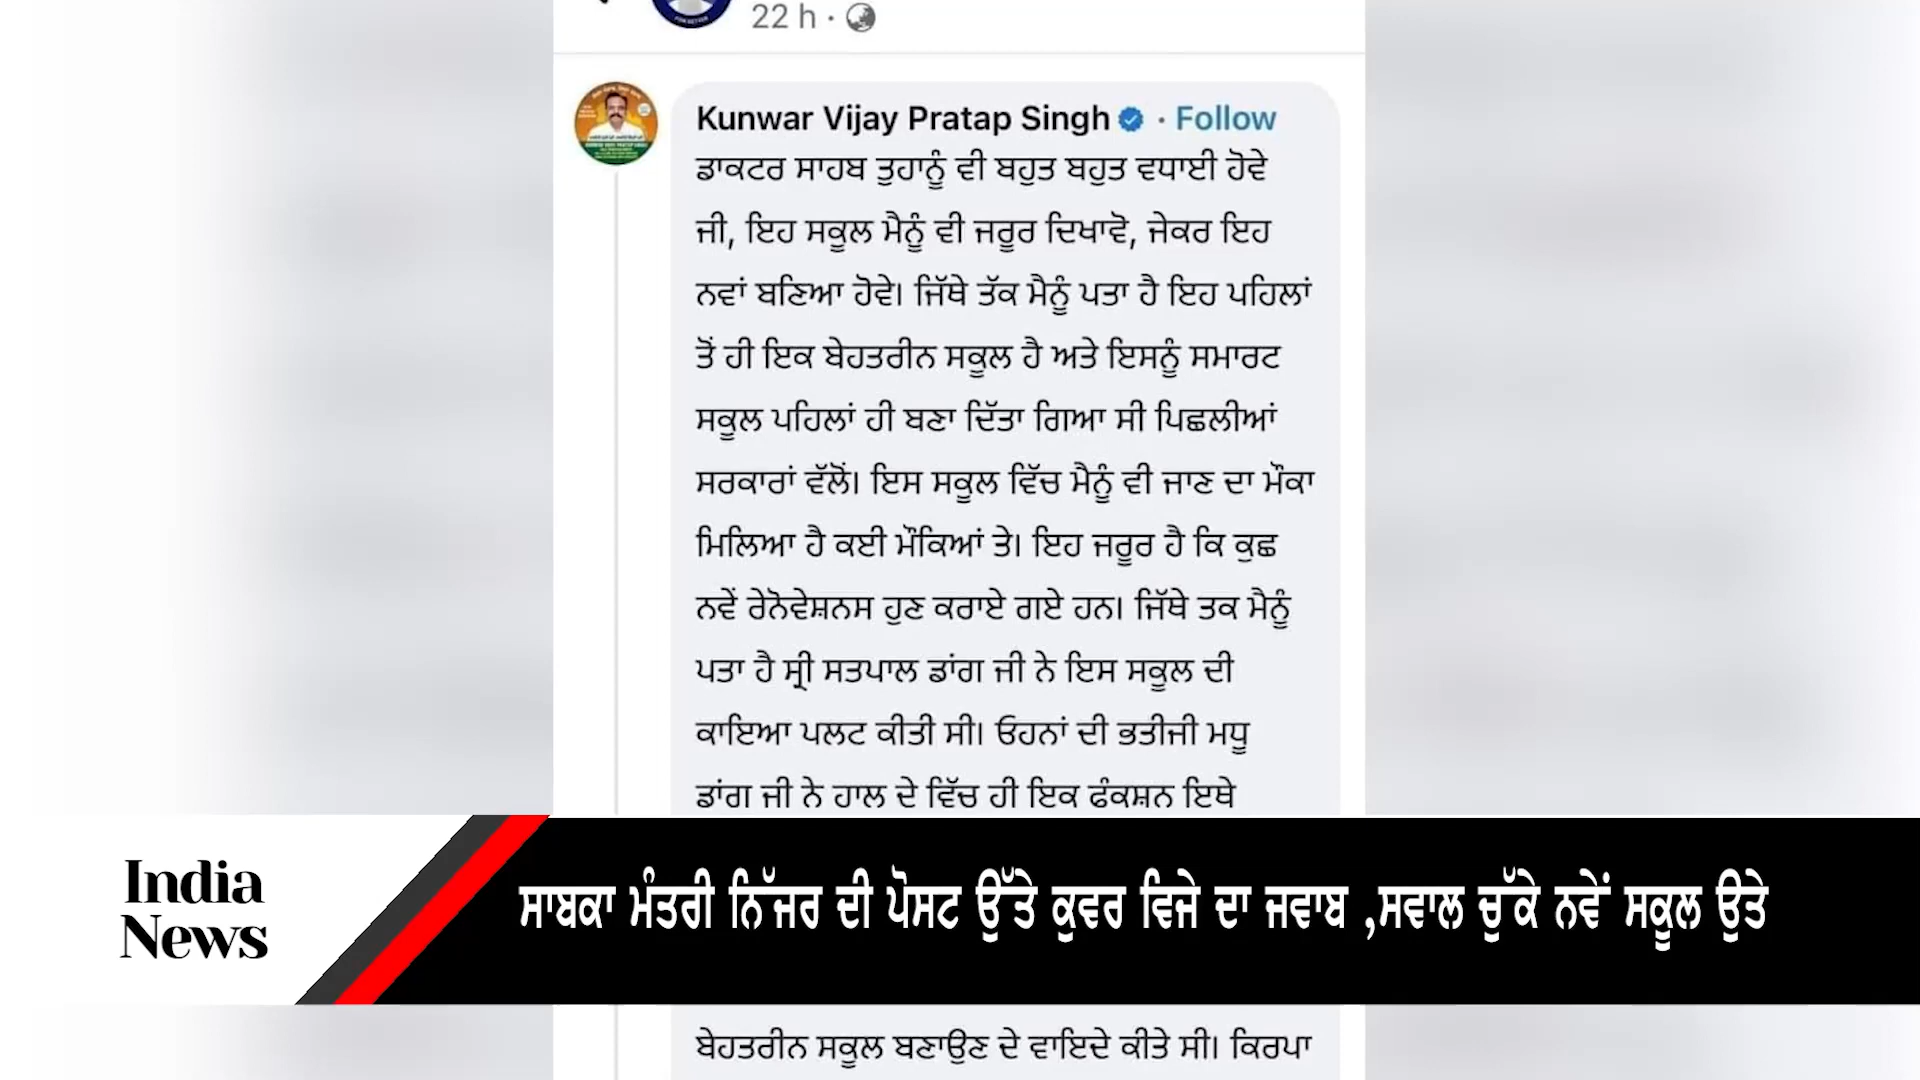 22 h ·
Kunwar Vijay Pratap Singh · Follow
ਡਾਕਟਰ ਸਾਹਬ ਤੁਹਾਨੂੰ ਵੀ ਬਹੁਤ ਬਹੁਤ ਵਧਾਈ ਹੋਵੇ
ਜੀ, ਇਹ ਸਕੂਲ ਮੈਨੂੰ ਵੀ ਜਰੂਰ ਦਿਖਾਵੋ, ਜੇਕਰ ਇਹ
ਨਵਾਂ ਬਣਿਆ ਹੋਵੇ। ਜਿੱਥੇ ਤੱਕ ਮੈਨੂੰ ਪਤਾ ਹੈ ਇਹ ਪਹਿਲਾਂ
ਤੋਂ ਹੀ ਇਕ ਬੇਹਤਰੀਨ ਸਕੂਲ ਹੈ ਅਤੇ ਇਸਨੂੰ ਸਮਾਰਟ
ਸਕੂਲ ਪਹਿਲਾਂ ਹੀ ਬਣਾ ਦਿੱਤਾ ਗਿਆ ਸੀ ਪਿਛਲੀਆਂ
ਸਰਕਾਰਾਂ ਵੱਲੋਂ। ਇਸ ਸਕੂਲ ਵਿੱਚ ਮੈਨੂੰ ਵੀ ਜਾਣ ਦਾ ਮੌਕਾ
ਮਿਲਿਆ ਹੈ ਕਈ ਮੌਕਿਆਂ ਤੇ। ਇਹ ਜਰੂਰ ਹੈ ਕਿ ਕੁਛ
ਨਵੇਂ ਰੇਨੋਵੇਸ਼ਨਸ ਹੁਣ ਕਰਾਏ ਗਏ ਹਨ। ਜਿੱਥੇ ਤਕ ਮੈਨੂੰ
ਪਤਾ ਹੈ ਸ੍ਰੀ ਸਤਪਾਲ ਡਾਂਗ ਜੀ ਨੇ ਇਸ ਸਕੂਲ ਦੀ
ਕਾਇਆ ਪਲਟ ਕੀਤੀ ਸੀ। ਓਹਨਾਂ ਦੀ ਭਤੀਜੀ ਮਧੂ
ਡਾਂਗ ਜੀ ਨੇ ਹਾਲ ਦੇ ਵਿੱਚ ਹੀ ਇਕ ਫੰਕਸ਼ਨ ਇਥੇ
India
News
ਸਾਬਕਾ ਮੰਤਰੀ ਨਿੱਜਰ ਦੀ ਪੋਸਟ ਉੱਤੇ ਕੁਵਰ ਵਿਜੇ ਦਾ ਜਵਾਬ ,ਸਵਾਲ ਚੁੱਕੇ ਨਵੇਂ ਸਕੂਲ ਉਤੇ
ਬੇਹਤਰੀਨ ਸਕੂਲ ਬਣਾਉਣ ਦੇ ਵਾਇਦੇ ਕੀਤੇ ਸੀ। ਕਿਰਪਾ